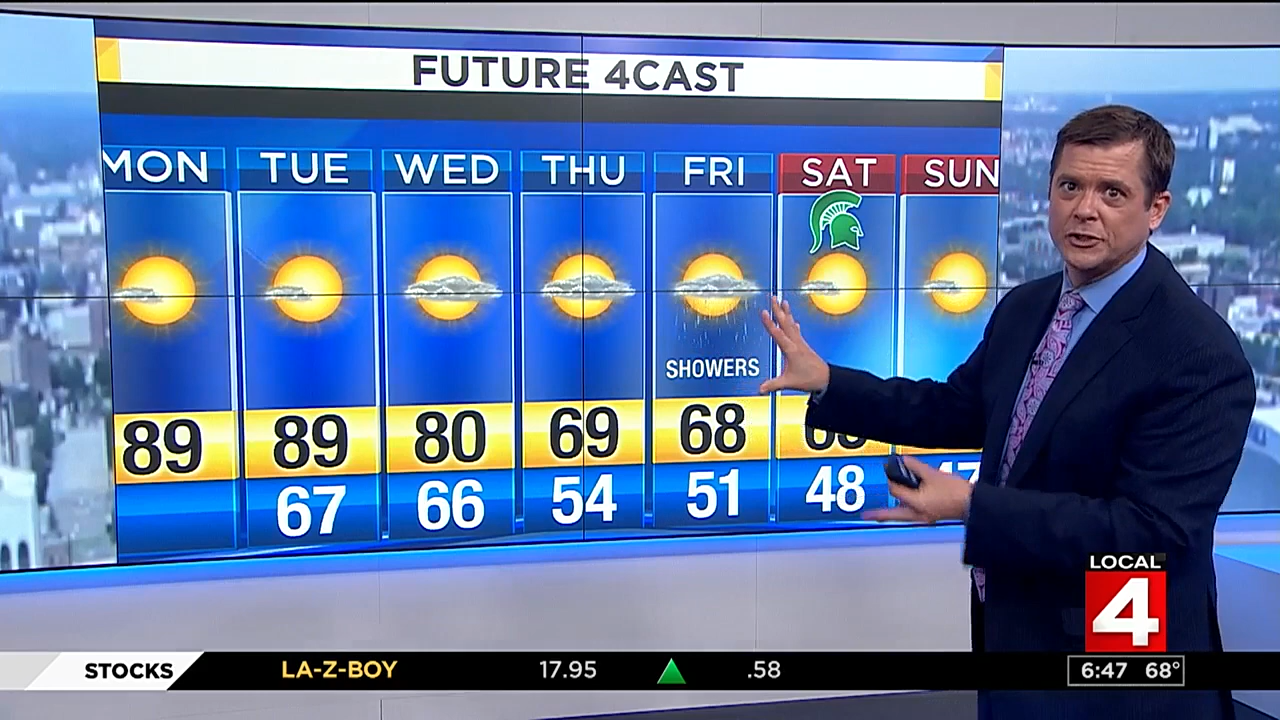 FUTURE 4CAST
MON TUE WED THU FRI SAT SUN
SHOWERS
89 89 80 69 68
67 66 54 51 48 47
LOCAL
4
STOCKS LA-Z-BOY 17.95 .58 6:47 68°